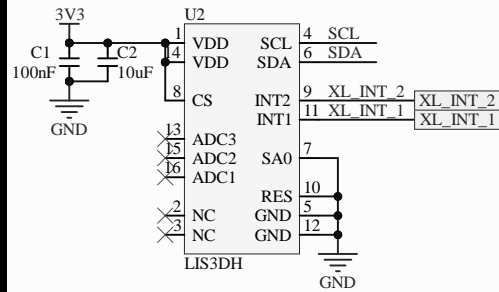 3V3
U2
C1
100nF
C2
10uF
GND
1 VDD SCL 4 SCL
14 VDD SDA 6 SDA
8 CS INT2 9 XL_INT_2 XL_INT_2
INT1 11 XL_INT_1 XL_INT_1
13 ADC3 SA0 7
15 ADC2
16 ADC1
RES 10
2 NC GND 5
3 NC GND 12
LIS3DH
GND